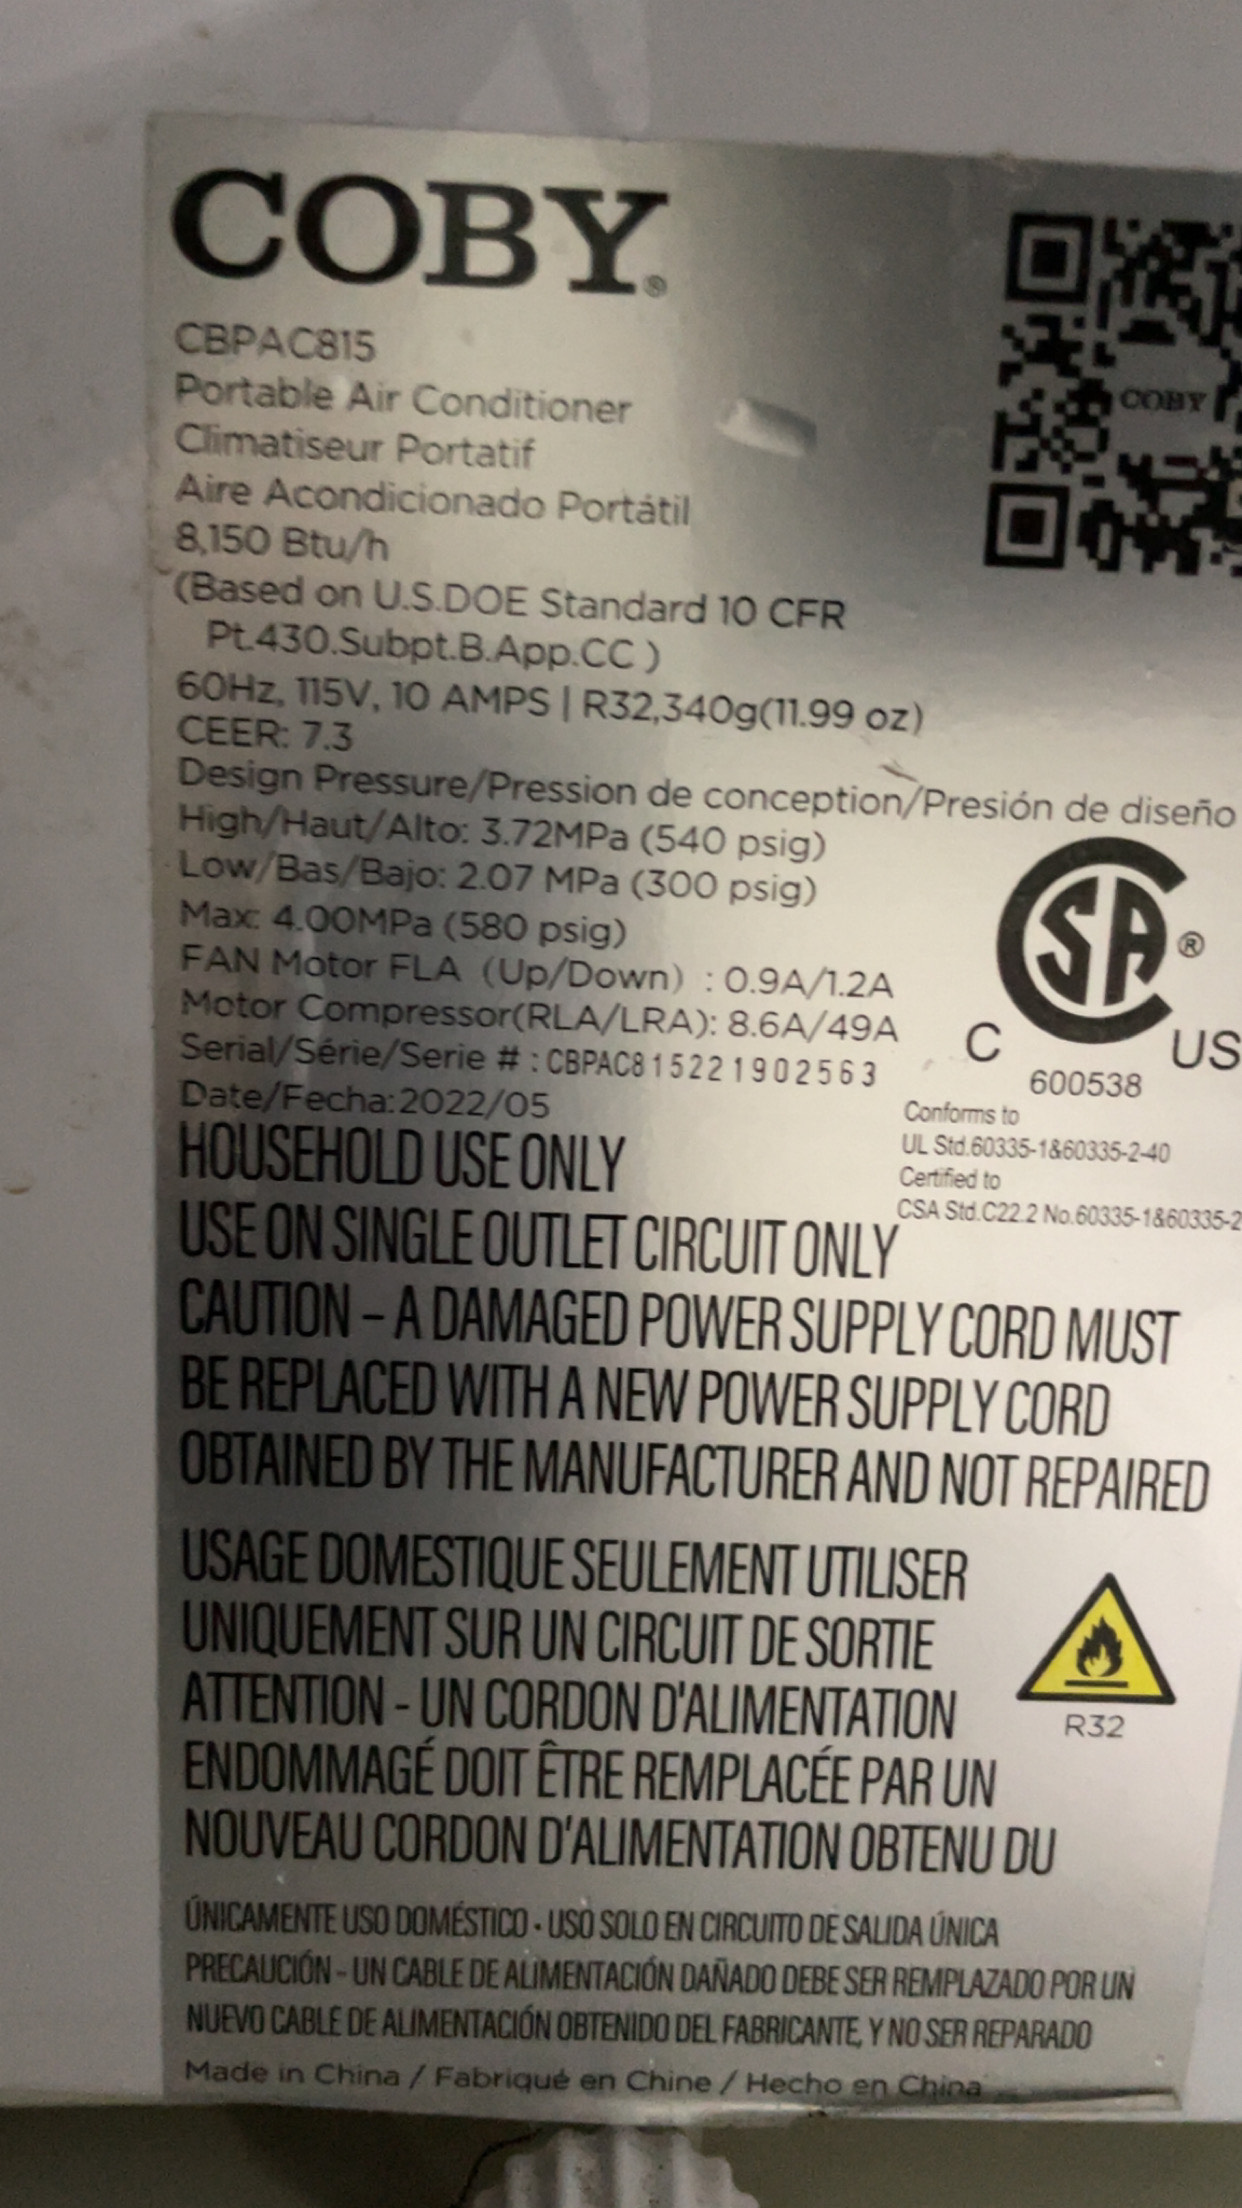 COBY®
COBY
CBPAC815
Portable Air Conditioner
Climatiseur Portatif
Aire Acondicionado Portátil
8,150 Btu/h
(Based on U.S.DOE Standard 10 CFR
Pt.430.Subpt.B.App.CC )
60Hz, 115V, 10 AMPS | R32,340g(11.99 oz)
CEER: 7.3
Design Pressure/Pression de conception/Presión de diseño
High/Haut/Alto: 3.72MPa (540 psig)
Low/Bas/Bajo: 2.07 MPa (300 psig)
Max: 4.00MPa (580 psig)
FAN Motor FLA (Up/Down) : 0.9A/1.2A
Motor Compressor(RLA/LRA): 8.6A/49A
Serial/Série/Serie # : CBPAC815221902563
Date/Fecha:2022/05
C SA® US
600538
Conforms to
UL Std.60335-1&60335-2-40
Certified to
CSA Std.C22.2 No.60335-1&60335-2
HOUSEHOLD USE ONLY
USE ON SINGLE OUTLET CIRCUIT ONLY
CAUTION – A DAMAGED POWER SUPPLY CORD MUST
BE REPLACED WITH A NEW POWER SUPPLY CORD
OBTAINED BY THE MANUFACTURER AND NOT REPAIRED
USAGE DOMESTIQUE SEULEMENT UTILISER
UNIQUEMENT SUR UN CIRCUIT DE SORTIE
ATTENTION - UN CORDON D'ALIMENTATION
ENDOMMAGÉ DOIT ÊTRE REMPLACÉE PAR UN
NOUVEAU CORDON D'ALIMENTATION OBTENU DU
R32
ÚNICAMENTE USO DOMÉSTICO - USO SOLO EN CIRCUITO DE SALIDA ÚNICA
PRECAUCIÓN - UN CABLE DE ALIMENTACIÓN DAÑADO DEBE SER REMPLAZADO POR UN
NUEVO CABLE DE ALIMENTACIÓN OBTENIDO DEL FABRICANTE, Y NO SER REPARADO
Made in China / Fabriqué en Chine / Hecho en China